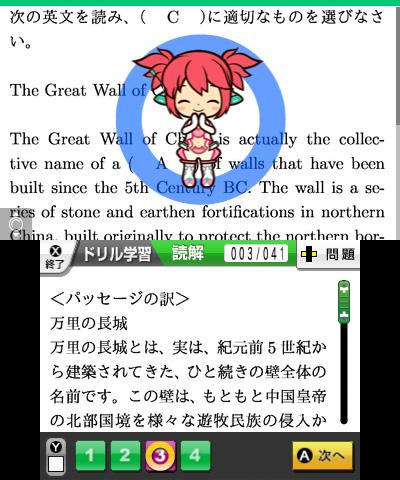 次の英文を読み、( C )に適切なものを選びなさ
い。
The Great Wall of
The Great Wall of Ch is actually the collec-
tive name of a ( A of walls that have been
built since the 5th Century BC. The wall is a se-
ries of stone and earthen fortifications in northern
China, built originally to protect the northern bor-
X
終了
ドリル学習
読解
003/041
問題
＜パッセージの訳＞
万里の長城
万里の長城とは、実は、紀元前5世紀か
ら建築されてきた、ひと続きの壁全体の
名前です。この壁は、もともと中国皇帝
の北部国境を様々な遊牧民族の侵入か
Y
1
2
3
4
A 次へ